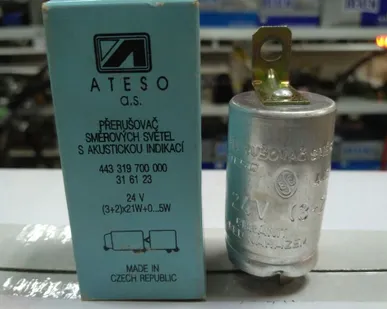 ATESO
a.s.
PŘERUŠOVAČ
SMĚROVÝCH SVĚTEL
S AKUSTICKOU INDIKACÍ
443 319 700 000
31 61 23
24 V
(3+2)x21W+0...5W
MADE IN
CZECH REPUBLIC
24V